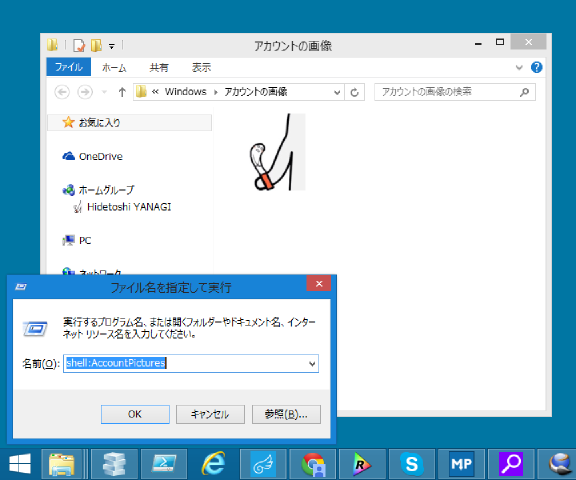 アカウントの画像
ファイル ホーム 共有 表示
« Windows アカウントの画像 アカウントの画像の検索
お気に入り
OneDrive
ホームグループ
Hidetoshi YANAGI
PC
ネットワーク
ファイル名を指定して実行
実行するプログラム名、または開くフォルダーやドキュメント名、インター
ネット リソース名を入力してください。
名前(O): shell:AccountPictures
OK キャンセル 参照(B)...
R S MP